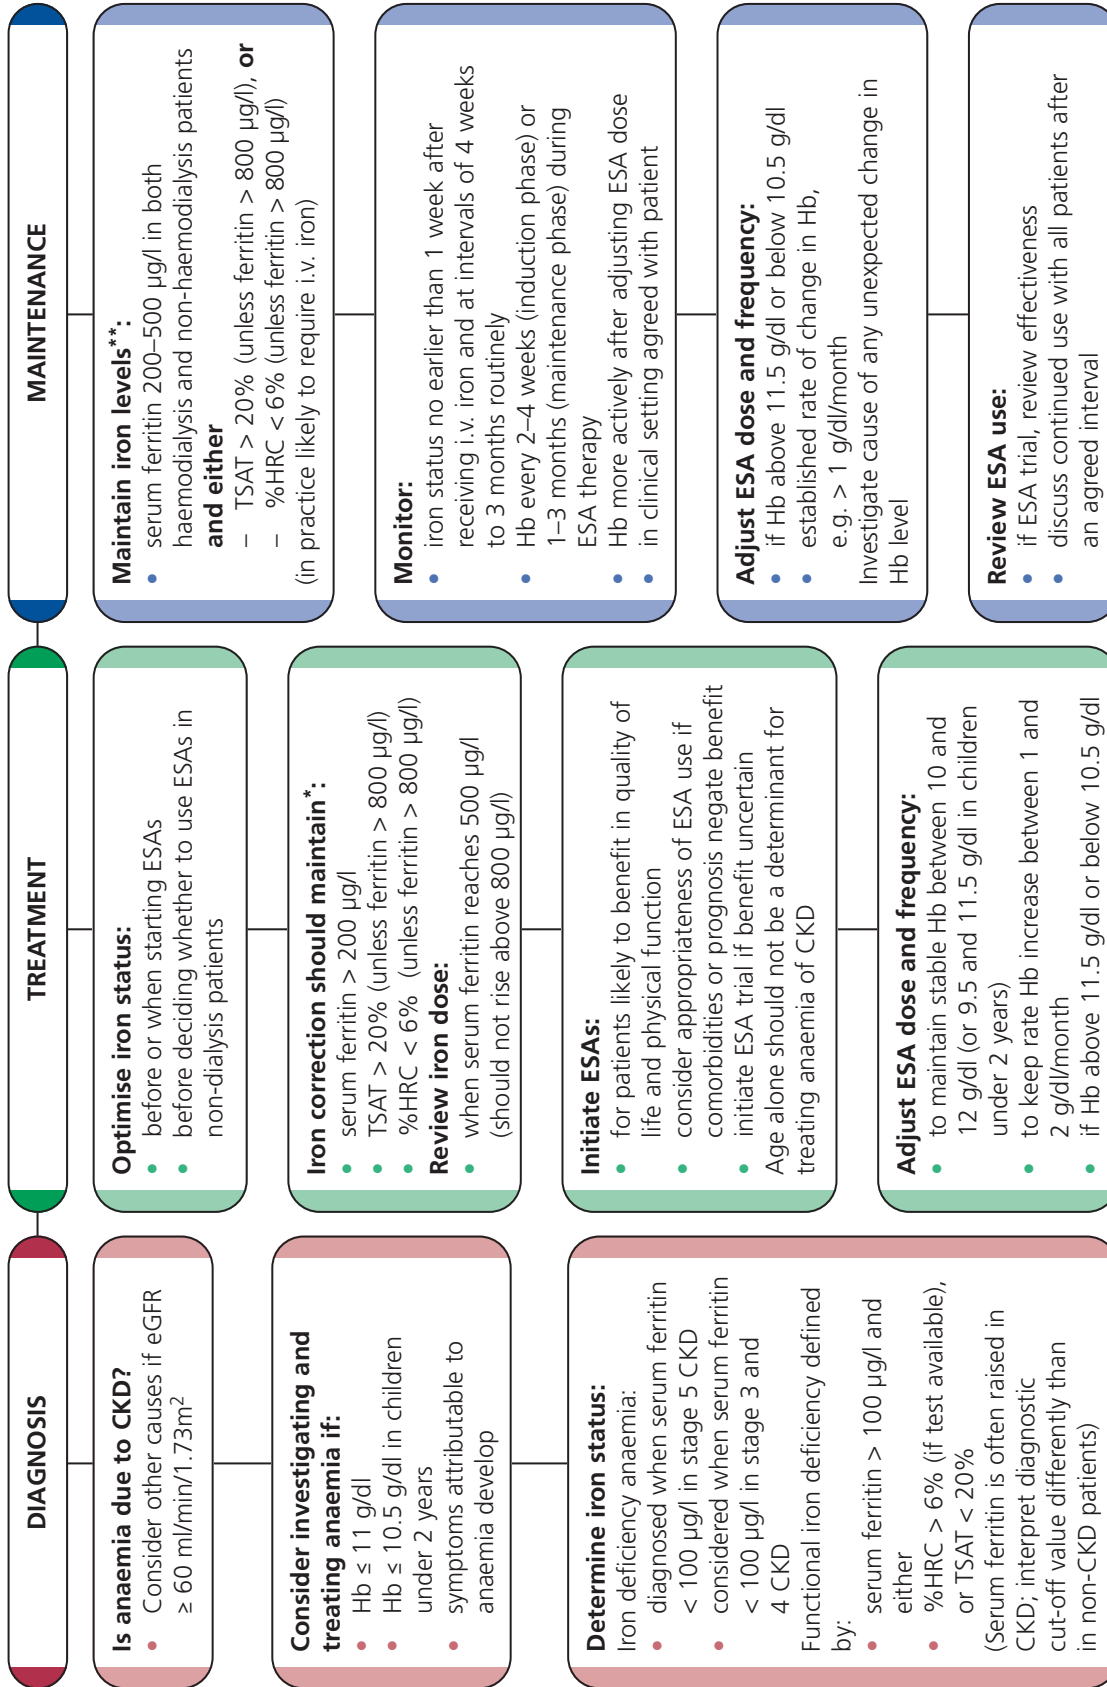 DIAGNOSIS
Is anaemia due to CKD?
• Consider other causes if eGFR
≥ 60 ml/min/1.73m²
Consider investigating and
treating anaemia if:
• Hb ≤ 11 g/dl
• Hb ≤ 10.5 g/dl in children
under 2 years
• symptoms attributable to
anaemia develop
Determine iron status:
Iron deficiency anaemia:
• diagnosed when serum ferritin
< 100 µg/l in stage 5 CKD
• considered when serum ferritin
< 100 µg/l in stage 3 and
4 CKD
Functional iron deficiency defined
by:
• serum ferritin > 100 µg/l and
either
• %HRC > 6% (if test available),
or TSAT < 20%
(Serum ferritin is often raised in
CKD; interpret diagnostic
cut-off value differently than
in non-CKD patients)
TREATMENT
Optimise iron status:
• before or when starting ESAs
• before deciding whether to use ESAs in
non-dialysis patients
Iron correction should maintain*:
• serum ferritin > 200 µg/l
• TSAT > 20% (unless ferritin > 800 µg/l)
• %HRC < 6% (unless ferritin > 800 µg/l)
Review iron dose:
• when serum ferritin reaches 500 µg/l
(should not rise above 800 µg/l)
Initiate ESAs:
• for patients likely to benefit in quality of
life and physical function
• consider appropriateness of ESA use if
comorbidities or prognosis negate benefit
• initiate ESA trial if benefit uncertain
Age alone should not be a determinant for
treating anaemia of CKD
Adjust ESA dose and frequency:
• to maintain stable Hb between 10 and
12 g/dl (or 9.5 and 11.5 g/dl in children
under 2 years)
• to keep rate Hb increase between 1 and
2 g/dl/month
• if Hb above 11.5 g/dl or below 10.5 g/dl
MAINTENANCE
Maintain iron levels**:
• serum ferritin 200–500 µg/l in both
haemodialysis and non-haemodialysis patients
and either
– TSAT > 20% (unless ferritin > 800 µg/l), or
– %HRC < 6% (unless ferritin > 800 µg/l)
(in practice likely to require i.v. iron)
Monitor:
• iron status no earlier than 1 week after
receiving i.v. iron and at intervals of 4 weeks
to 3 months routinely
• Hb every 2–4 weeks (induction phase) or
1–3 months (maintenance phase) during
ESA therapy
• Hb more actively after adjusting ESA dose
• in clinical setting agreed with patient
Adjust ESA dose and frequency:
• if Hb above 11.5 g/dl or below 10.5 g/dl
• established rate of change in Hb,
e.g. > 1 g/dl/month
Investigate cause of any unexpected change in
Hb level
Review ESA use:
• if ESA trial, review effectiveness
• discuss continued use with all patients after
an agreed interval